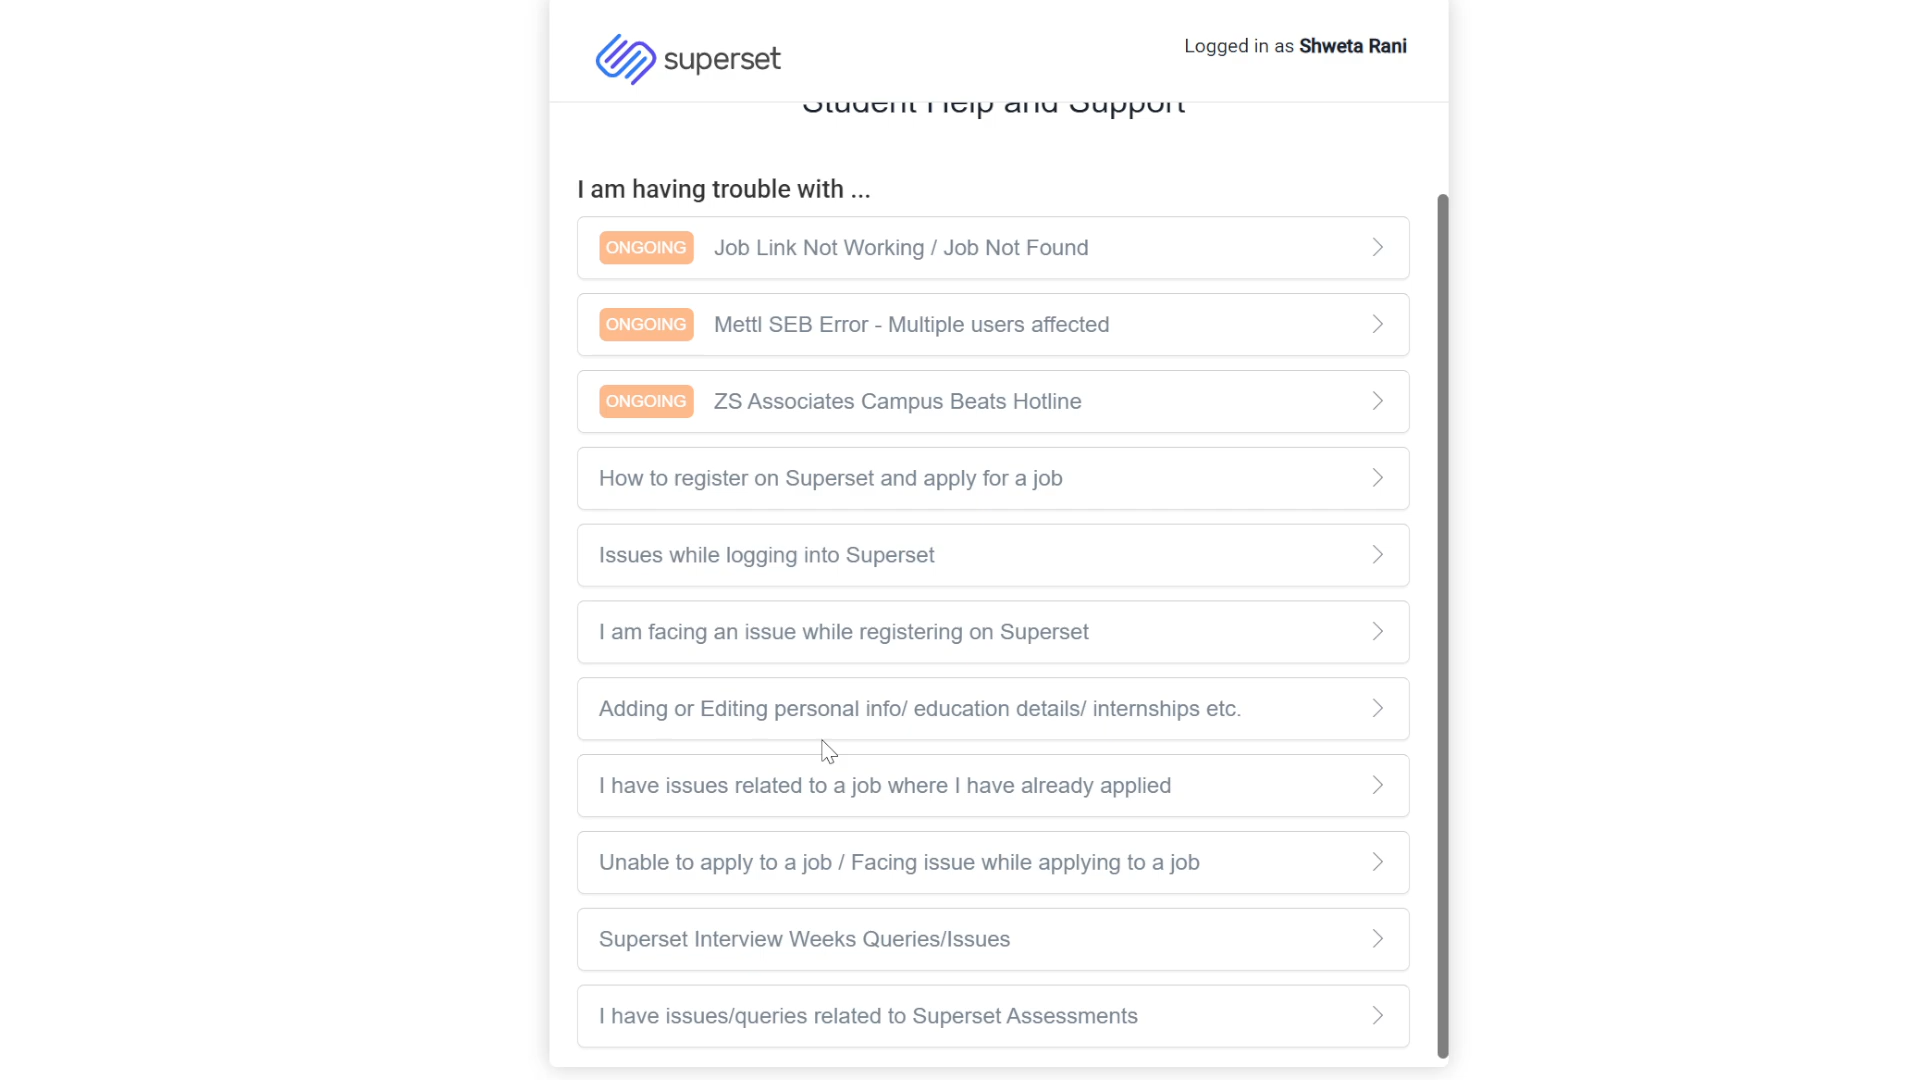 superset
Logged in as Shweta Rani
Student Help and Support
I am having trouble with ...
ONGOING Job Link Not Working / Job Not Found
ONGOING Mettl SEB Error - Multiple users affected
ONGOING ZS Associates Campus Beats Hotline
How to register on Superset and apply for a job
Issues while logging into Superset
I am facing an issue while registering on Superset
Adding or Editing personal info/ education details/ internships etc.
I have issues related to a job where I have already applied
Unable to apply to a job / Facing issue while applying to a job
Superset Interview Weeks Queries/Issues
I have issues/queries related to Superset Assessments